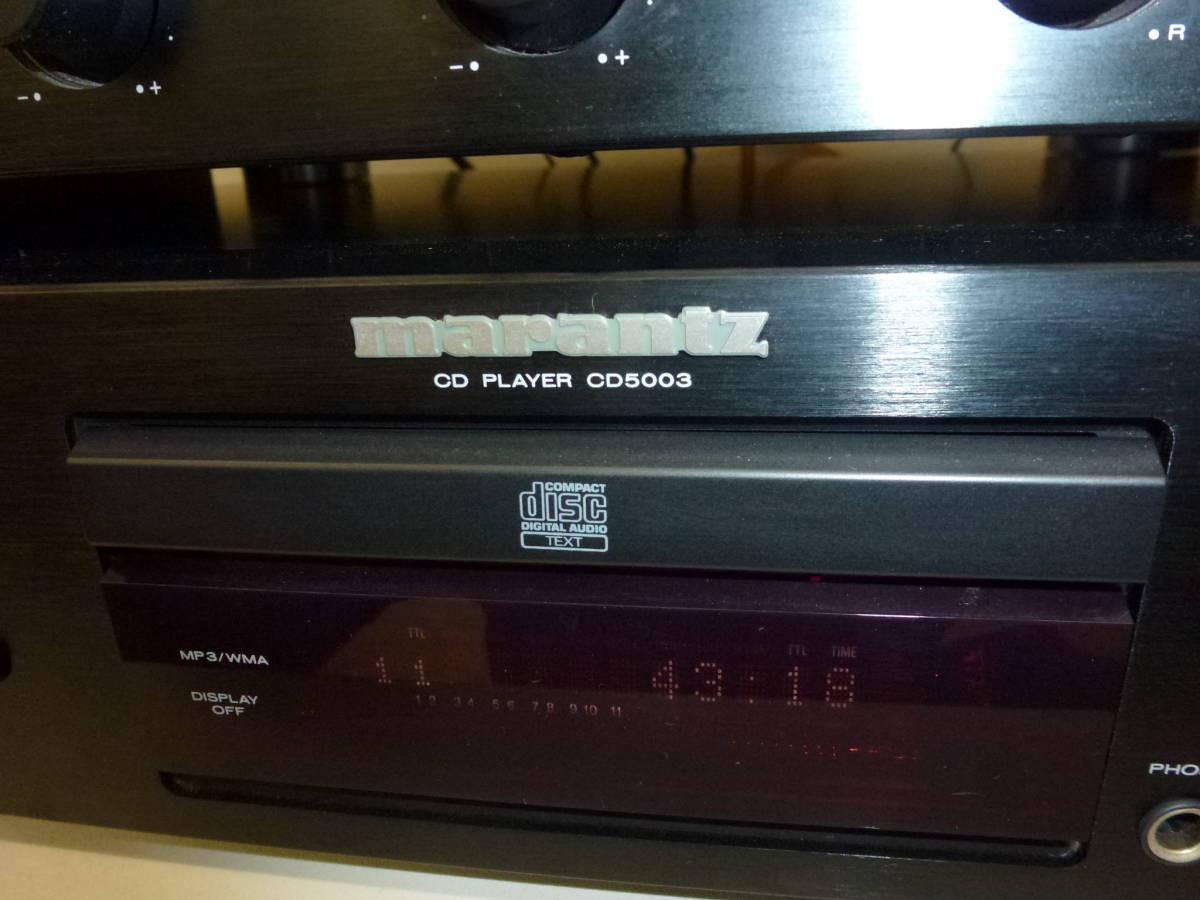 -• •+ -• •+ • R
marantz
CD PLAYER CD5003
COMPACT
disc
DIGITAL AUDIO
TEXT
TTL TTL TIME
MP3/WMA
11 43:18
DISPLAY
OFF
1 2 3 4 5 6 7 8 9 10 11
PHO